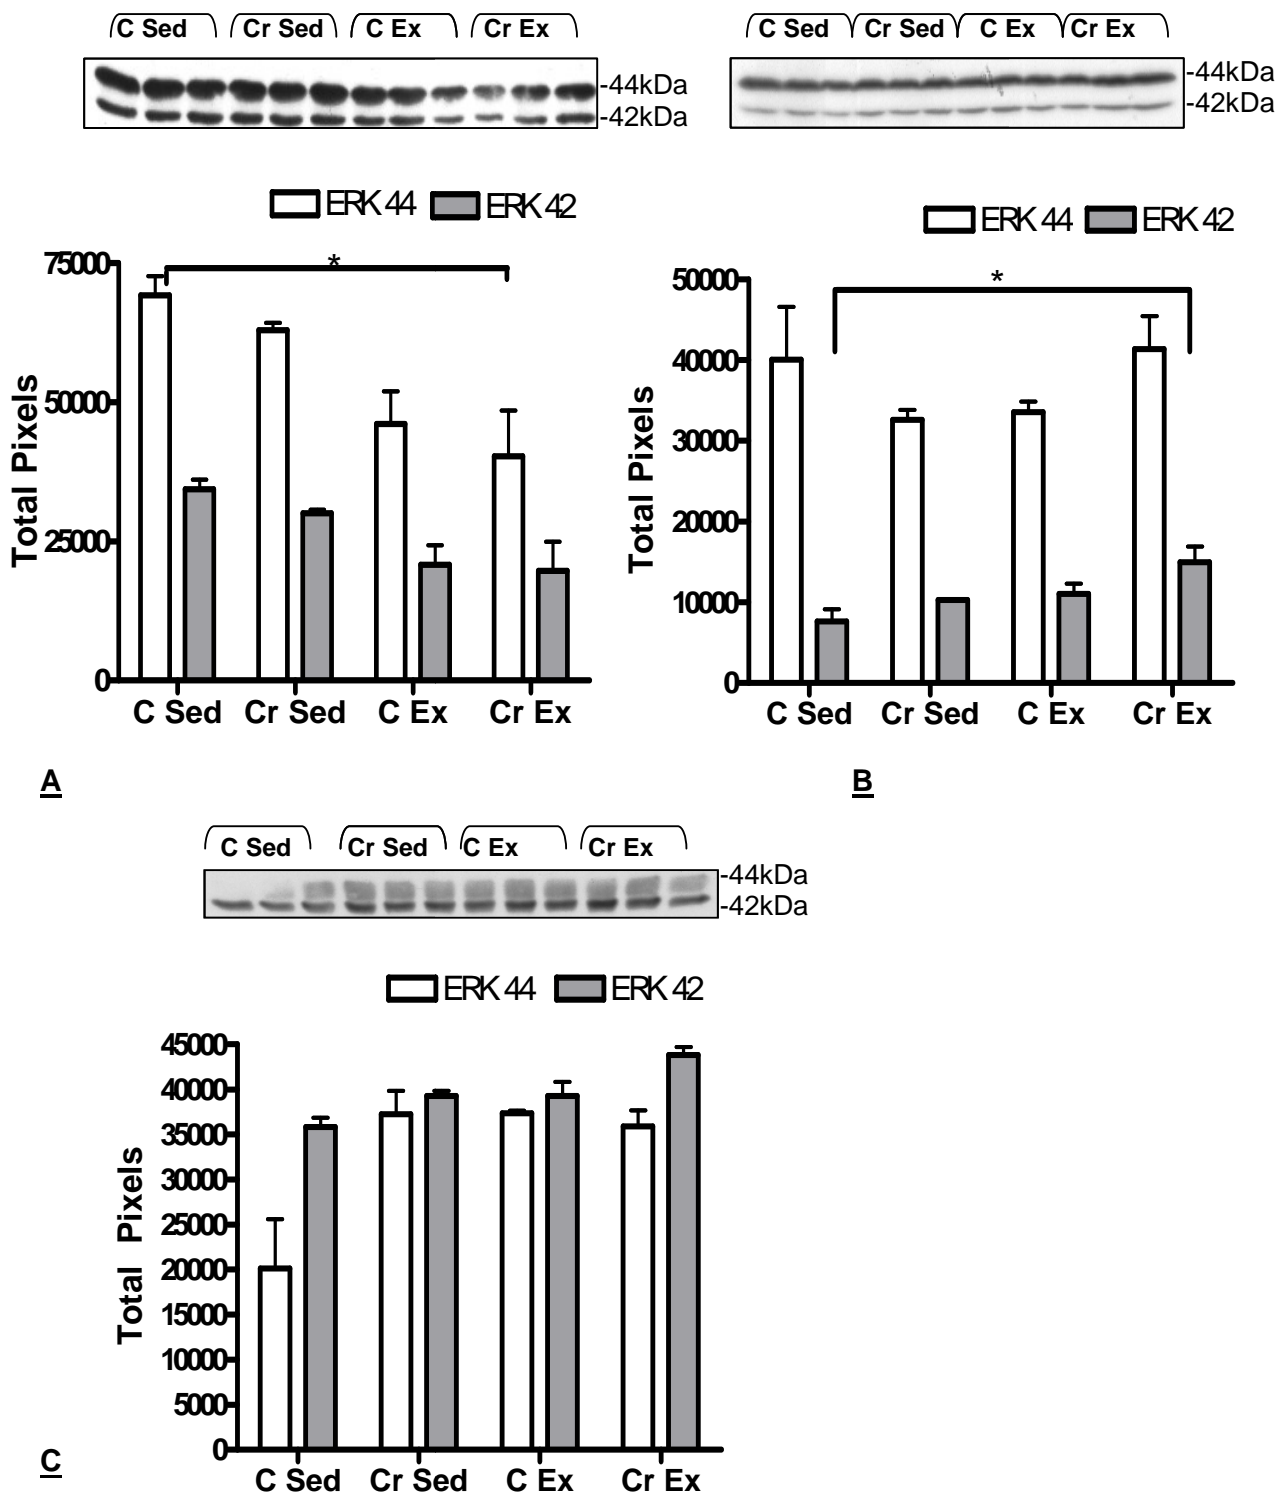 C Sed Cr Sed C Ex Cr Ex
-44kDa
-42kDa
ERK 44 ERK 42
75000
50000
25000
0
Total Pixels
*
C Sed Cr Sed C Ex Cr Ex
A
C Sed Cr Sed C Ex Cr Ex
-44kDa
-42kDa
ERK 44 ERK 42
50000
40000
30000
20000
10000
0
Total Pixels
*
C Sed Cr Sed C Ex Cr Ex
B
C Sed Cr Sed C Ex Cr Ex
-44kDa
-42kDa
ERK 44 ERK 42
45000
40000
35000
30000
25000
20000
15000
10000
5000
0
Total Pixels
C Sed Cr Sed C Ex Cr Ex
C